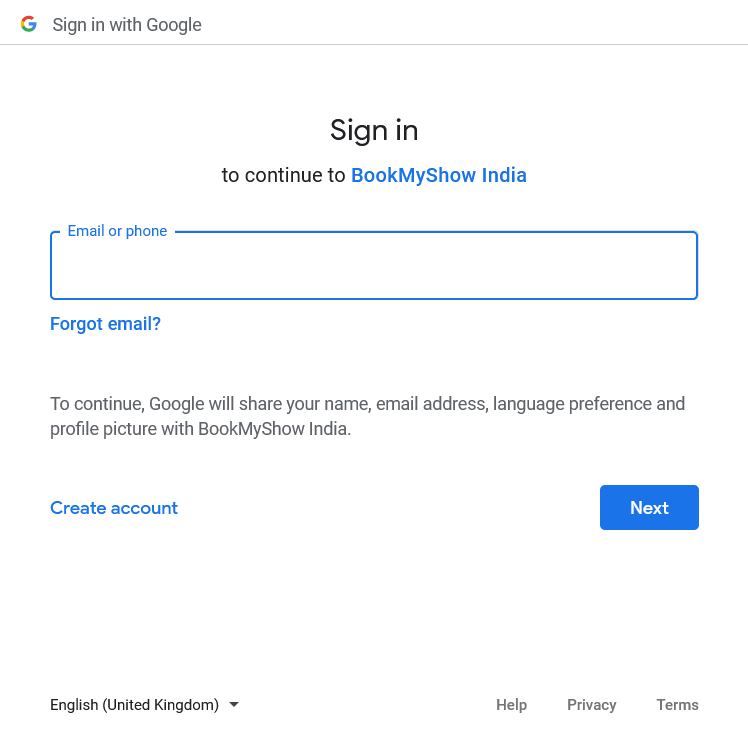 Sign in with Google
Sign in
to continue to BookMyShow India
Email or phone
Forgot email?
To continue, Google will share your name, email address, language preference and
profile picture with BookMyShow India.
Create account
Next
English (United Kingdom)
Help
Privacy
Terms